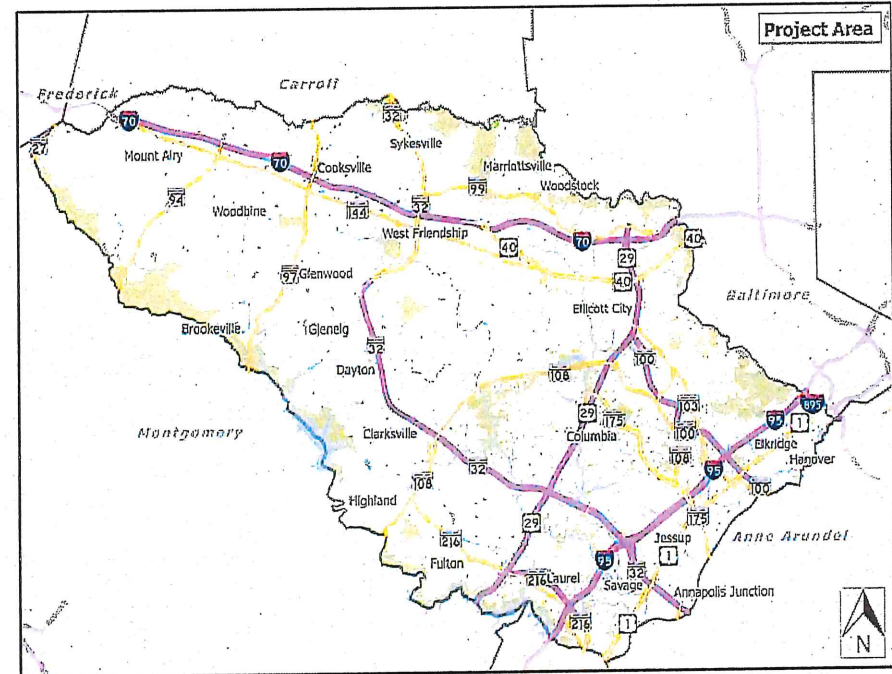 Project Area
Carroll
Frederick
70
32
27
Mount Airy
Sykesville
70
Cooksville
Marriottsville
99
Woodstock
94
Woodbine
144
32
West Friendship
40
70
40
29
97
Glenwood
40
Baltimore
Ellicott City
Brookeville
Glenelg
32
100
Dayton
108
895
103
95
1
29
175
Montgomery
Clarksville
Columbia
100
Elkridge
108
Hanover
32
95
108
100
Highland
175
29
216
Jessup
Anne Arundel
1
Fulton
95
32
216
Laurel
Savage
Annapolis Junction
216
1
N